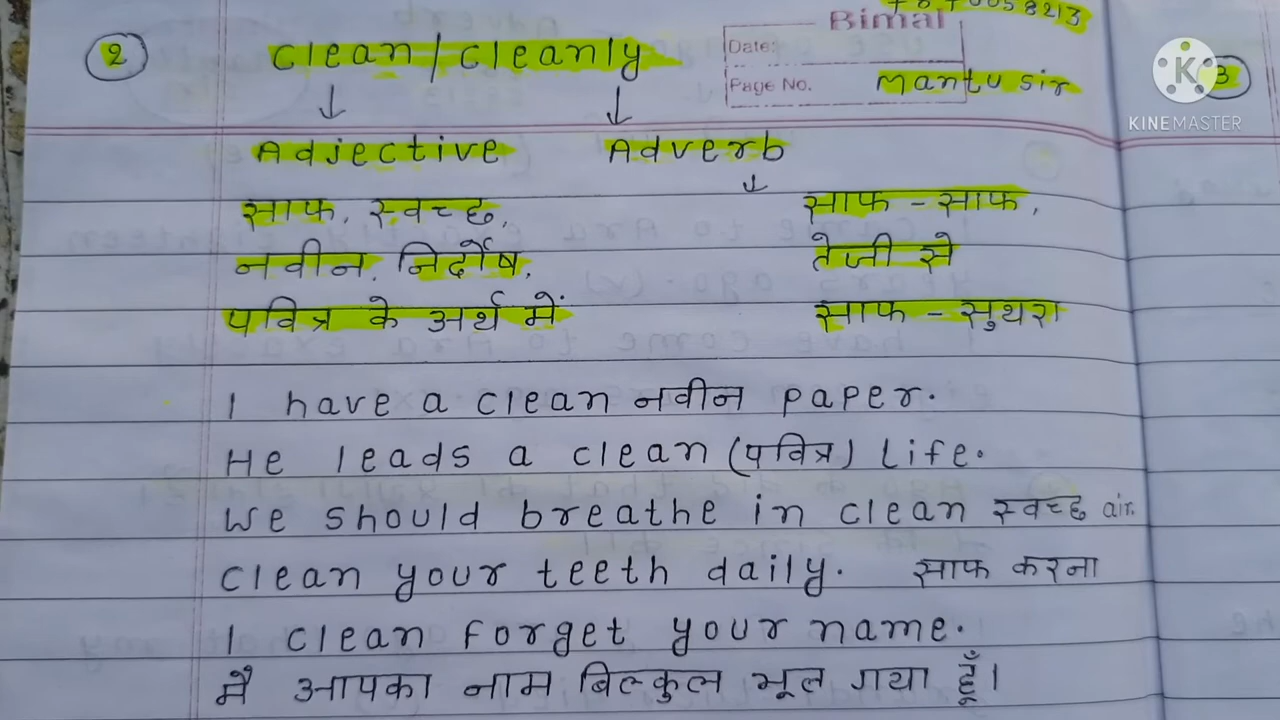 Bimal
2 Clean/Cleanly
Date:
Page No.
Mantu sir
3
KINEMASTER
Adjective Adverb
साफ, स्वच्छ, साफ - साफ,
नवीन, निर्दोष, तेजी से
पवित्र के अर्थ में साफ - सुथरा
I have a clean नवीन paper.
He leads a clean (पवित्र) life.
We should breathe in clean स्वच्छ air.
Clean your teeth daily. साफ करना
I clean forget your name.
मैं आपका नाम बिल्कुल भूल गया हूँ।